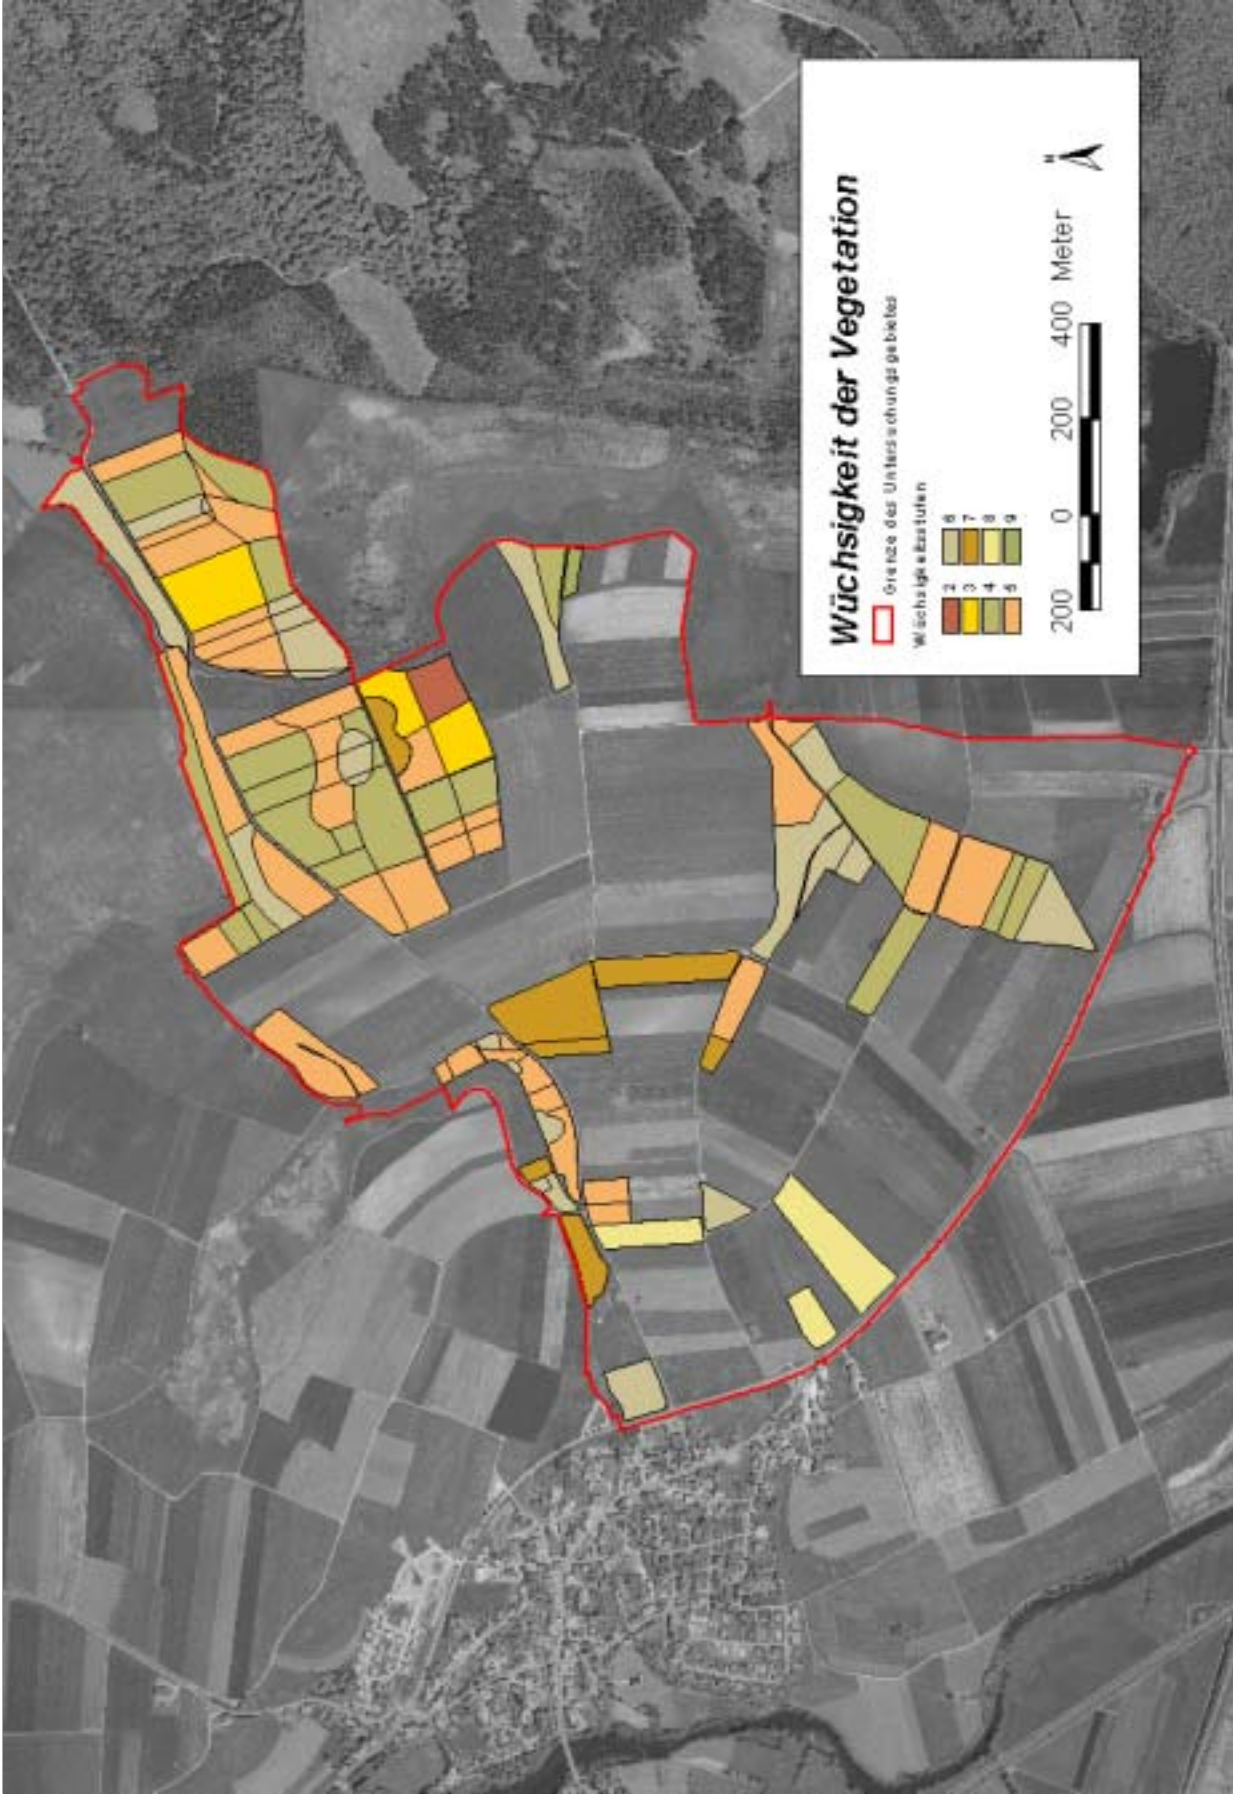 Wüchsigkeit der Vegetation
Grenze des Untersuchungsgebietes
Wüchsigkeitsstufen
2 6
3 7
4 8
5 9
200 0 200 400 Meter
N